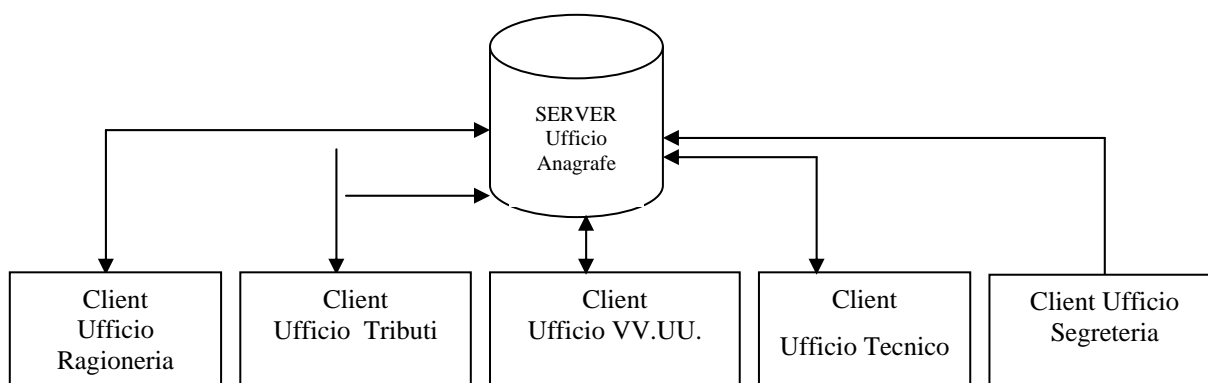 SERVER
Ufficio
Anagrafe
Client
Ufficio
Ragioneria
Client
Ufficio Tributi
Client
Ufficio VV.UU.
Client
Ufficio Tecnico
Client Ufficio
Segreteria